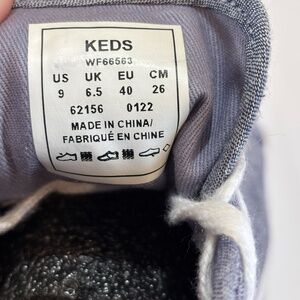 KEDS
WF66563
US UK EU CM
9 6.5 40 26
62156 0122
MADE IN CHINA/
FABRIQUÉ EN CHINE